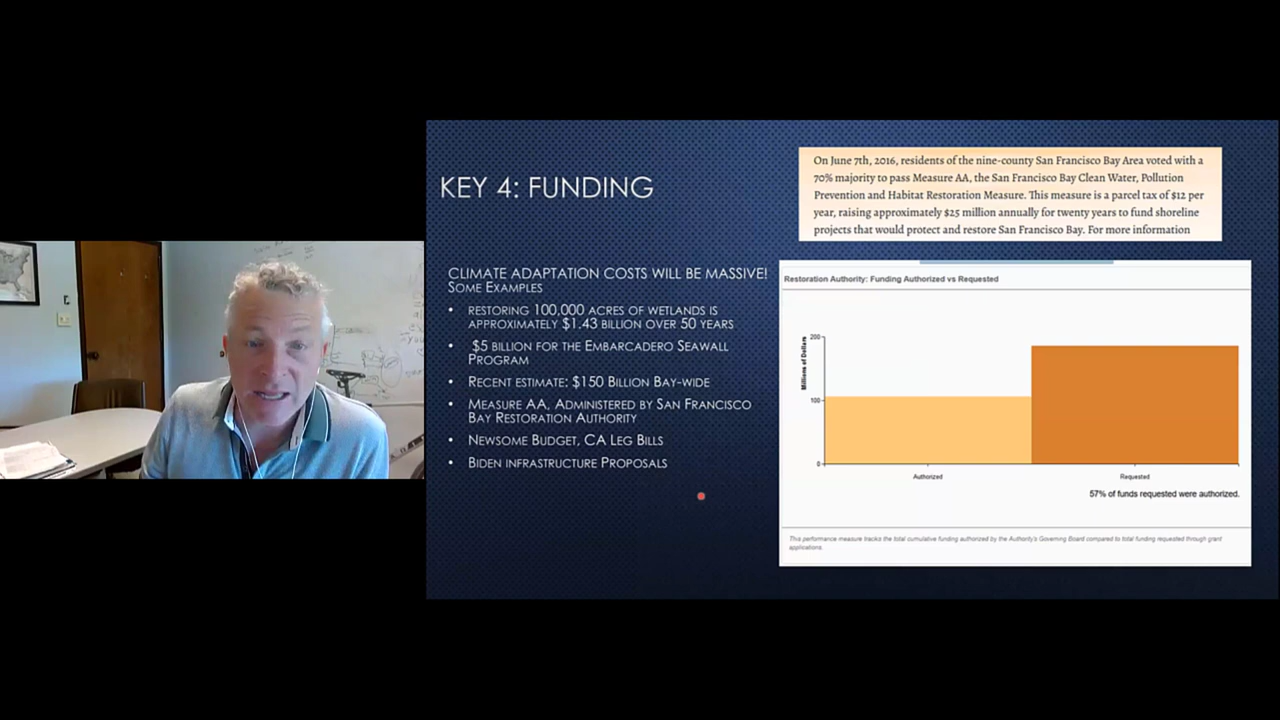 KEY 4: FUNDING
CLIMATE ADAPTATION COSTS WILL BE MASSIVE!
SOME EXAMPLES
• RESTORING 100,000 ACRES OF WETLANDS IS
APPROXIMATELY $1.43 BILLION OVER 50 YEARS
• $5 BILLION FOR THE EMBARCADERO SEAWALL
PROGRAM
• RECENT ESTIMATE: $150 BILLION BAY-WIDE
• MEASURE AA, ADMINISTERED BY SAN FRANCISCO
BAY RESTORATION AUTHORITY
• NEWSOME BUDGET, CA LEG BILLS
• BIDEN INFRASTRUCTURE PROPOSALS
On June 7th, 2016, residents of the nine-county San Francisco Bay Area voted with a
70% majority to pass Measure AA, the San Francisco Bay Clean Water, Pollution
Prevention and Habitat Restoration Measure. This measure is a parcel tax of $12 per
year, raising approximately $25 million annually for twenty years to fund shoreline
projects that would protect and restore San Francisco Bay. For more information
Restoration Authority: Funding Authorized vs Requested
Millions of Dollars
200
100
0
Authorized
Requested
57% of funds requested were authorized.
This performance measure tracks the total cumulative funding authorized by the Authority's Governing Board compared to total funding requested through grant
applications.